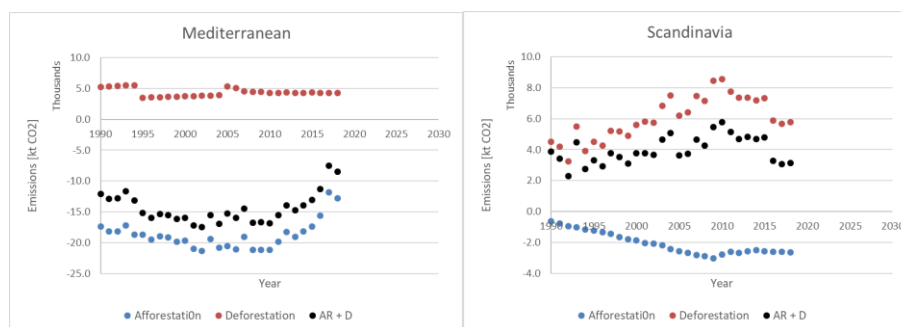 Mediterranean
Thousands
Emissions [kt CO2]
10.0
5.0
0.0
-5.0
-10.0
-15.0
-20.0
-25.0
1990 1995 2000 2005 2010 2015 2020 2025 2030
Year
Afforestati0n Deforestation AR + D
Scandinavia
Thousands
Emissions [kt CO2]
10.0
8.0
6.0
4.0
2.0
0.0
-2.0
-4.0
1990 1995 2000 2005 2010 2015 2020 2025 2030
Year
Afforestati0n Deforestation AR + D